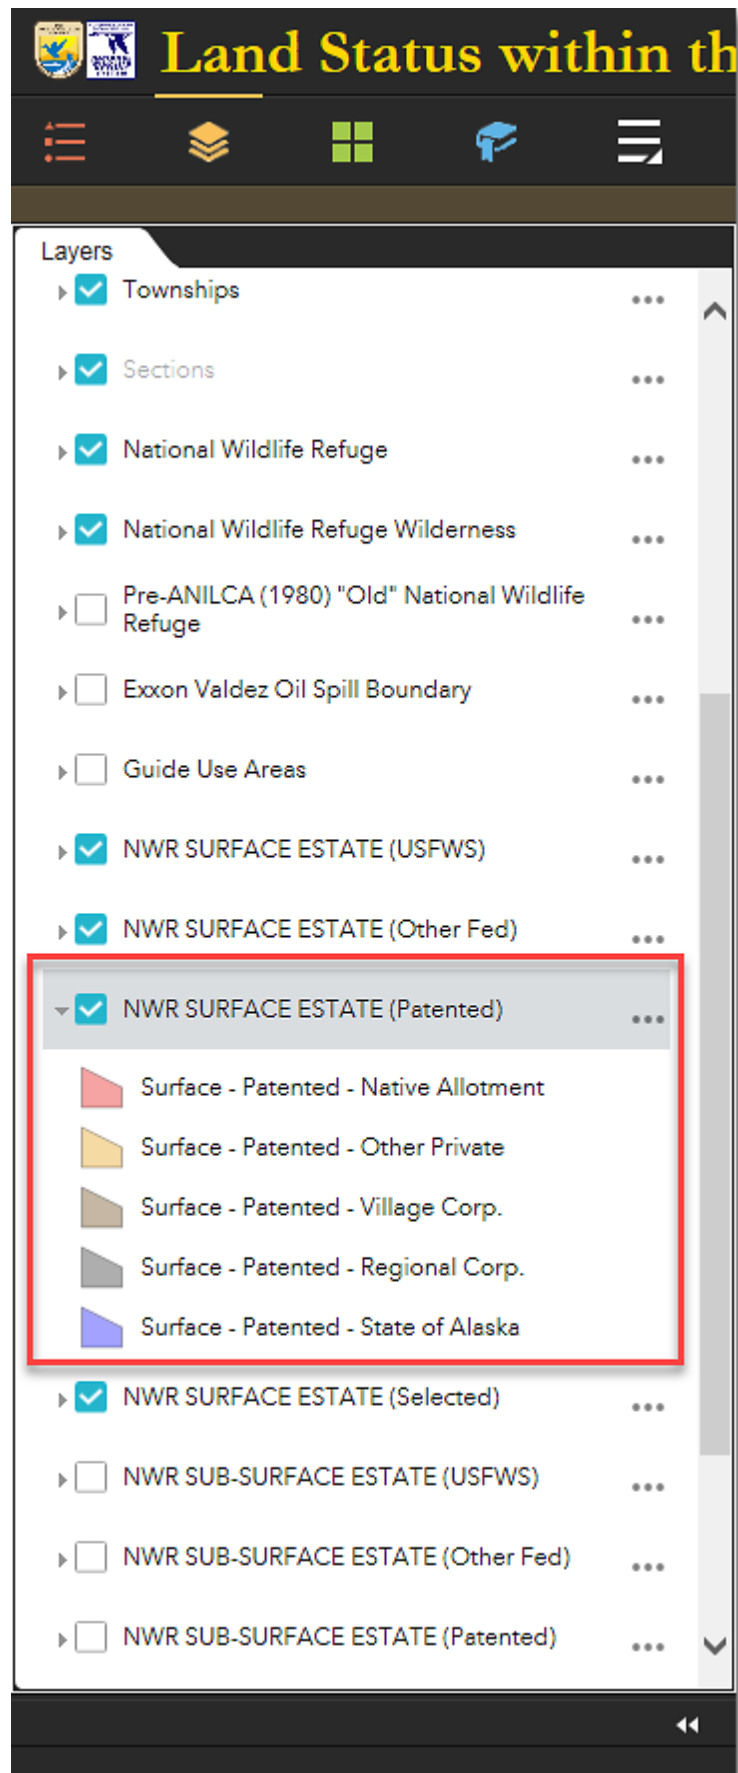 Land Status within th
Layers
Townships
Sections
National Wildlife Refuge
National Wildlife Refuge Wilderness
Pre-ANILCA (1980) "Old" National Wildlife
Refuge
Exxon Valdez Oil Spill Boundary
Guide Use Areas
NWR SURFACE ESTATE (USFWS)
NWR SURFACE ESTATE (Other Fed)
NWR SURFACE ESTATE (Patented)
Surface - Patented - Native Allotment
Surface - Patented - Other Private
Surface - Patented - Village Corp.
Surface - Patented - Regional Corp.
Surface - Patented - State of Alaska
NWR SURFACE ESTATE (Selected)
NWR SUB-SURFACE ESTATE (USFWS)
NWR SUB-SURFACE ESTATE (Other Fed)
NWR SUB-SURFACE ESTATE (Patented)